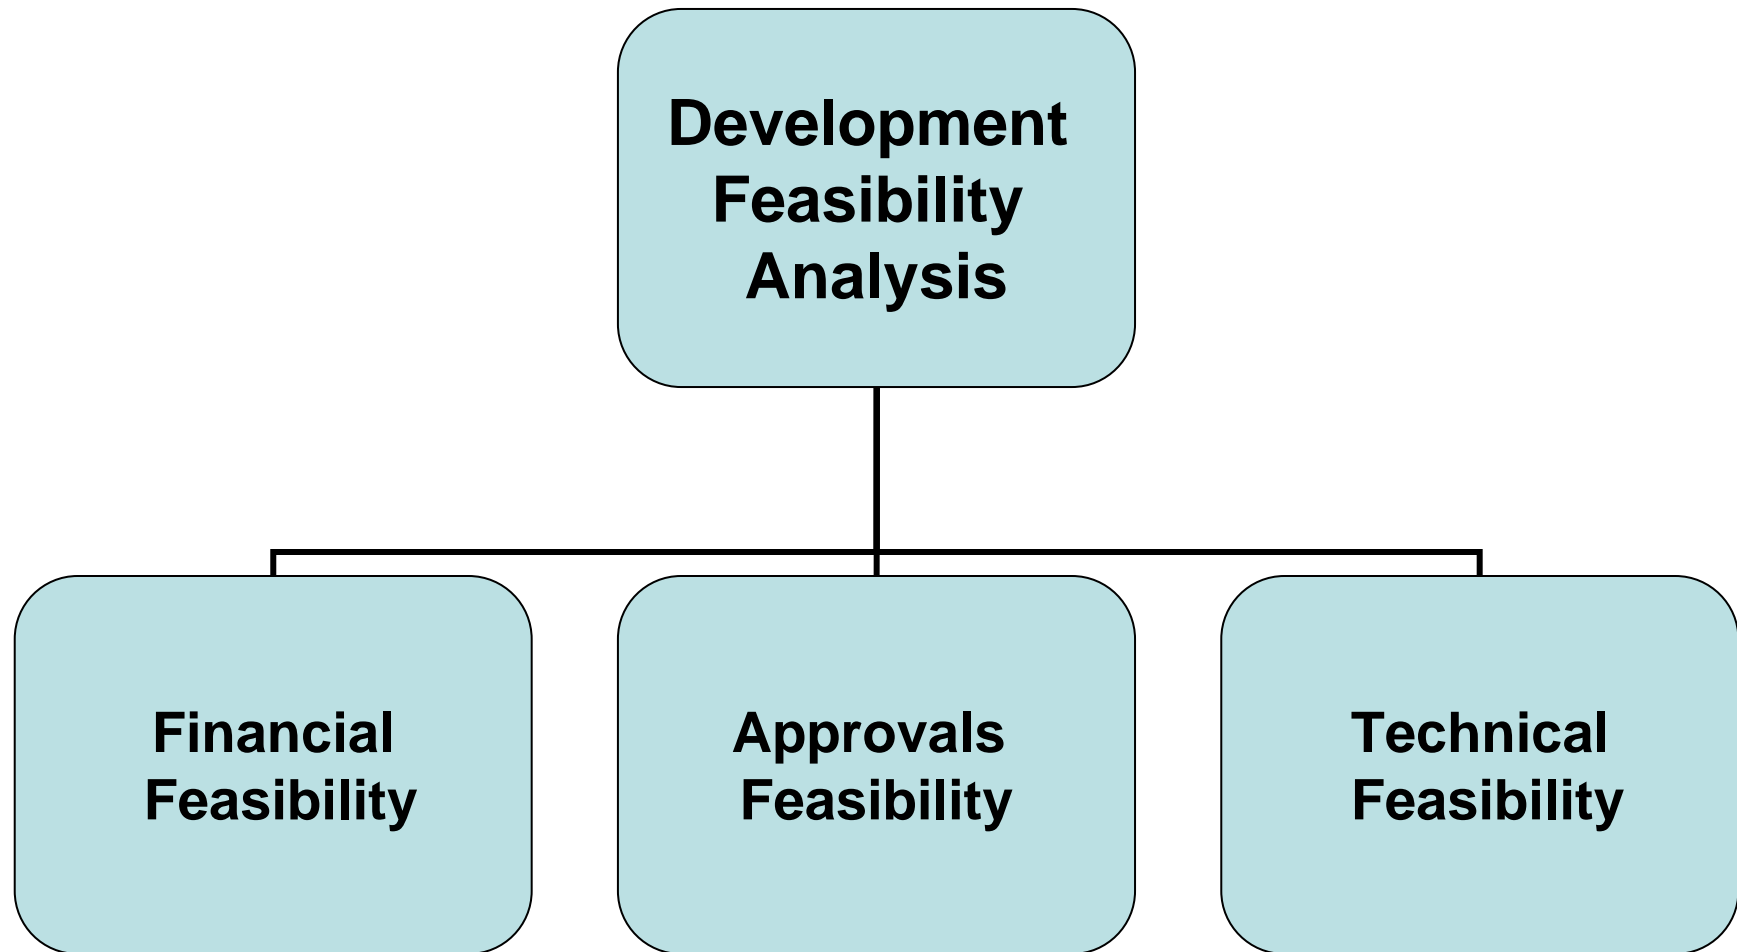 Development
Feasibility
Analysis
Financial
Feasibility
Approvals
Feasibility
Technical
Feasibility